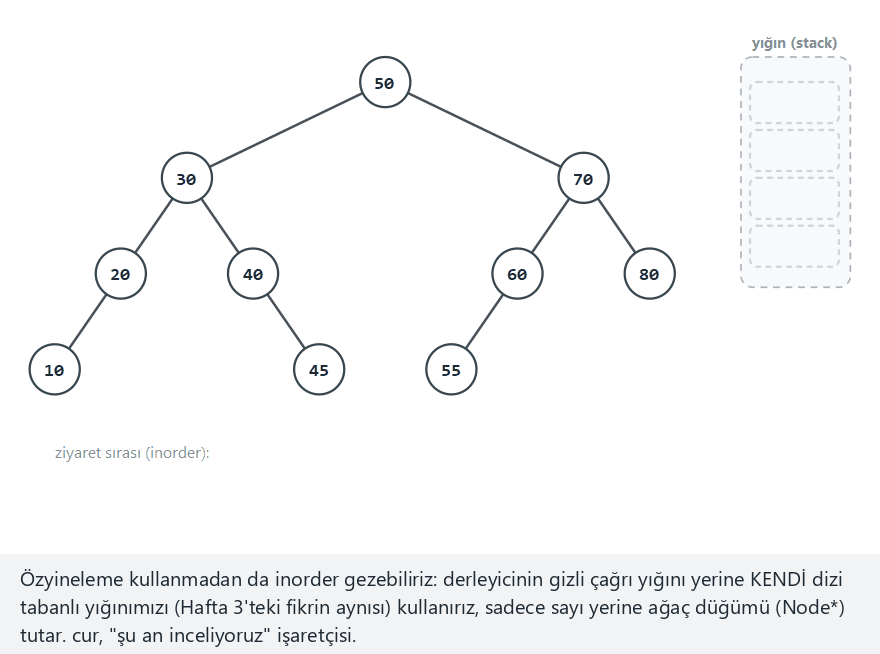 yığın (stack)
50
30
70
20
40
60
80
10
45
55
ziyaret sırası (inorder):
Özyineleme kullanmadan da inorder gezebiliriz: derleyicinin gizli çağrı yığını yerine KENDİ dizi
tabanlı yığınımızı (Hafta 3'teki fikrin aynısı) kullanırız, sadece sayı yerine ağaç düğümü (Node*)
tutar. cur, "şu an inceliyoruz" işaretçisi.